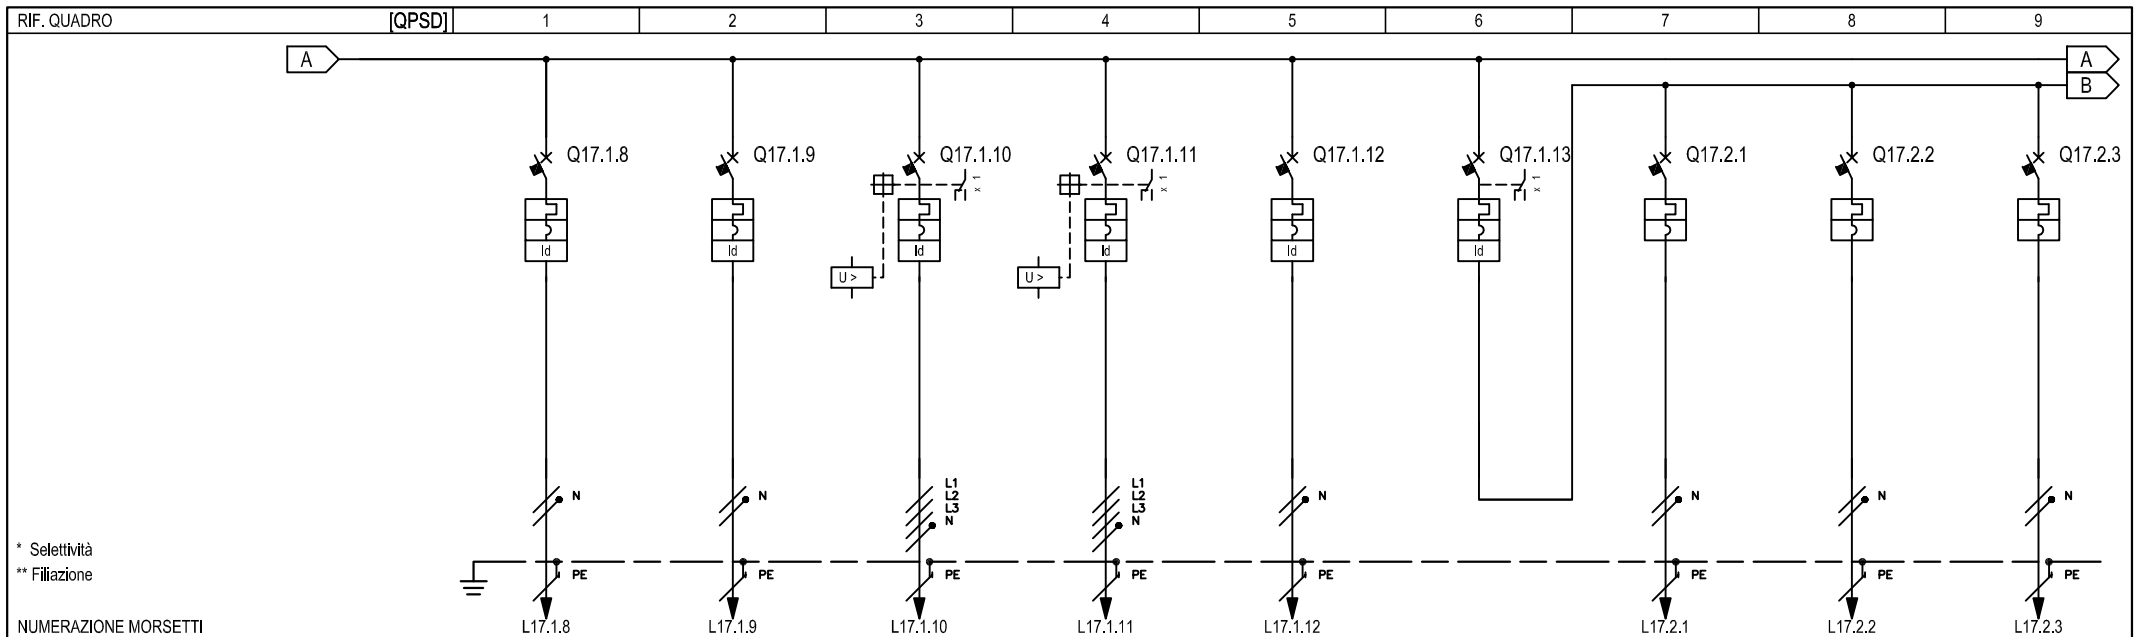 RIF. QUADRO [QPSD] 1 2 3 4 5 6 7 8 9
A A
B
Q17.1.8 Q17.1.9 Q17.1.10 Q17.1.11 Q17.1.12 Q17.1.13 Q17.2.1 Q17.2.2 Q17.2.3
x 1 x 1 x 1
Id Id Id Id Id Id
U > U >
L1 L1
L2 L2
N N L3 L3 N N N N
N N
* Selettività
** Filiazione
PE PE PE PE PE PE PE PE
NUMERAZIONE MORSETTI L17.1.8 L17.1.9 L17.1.10 L17.1.11 L17.1.12 L17.2.1 L17.2.2 L17.2.3